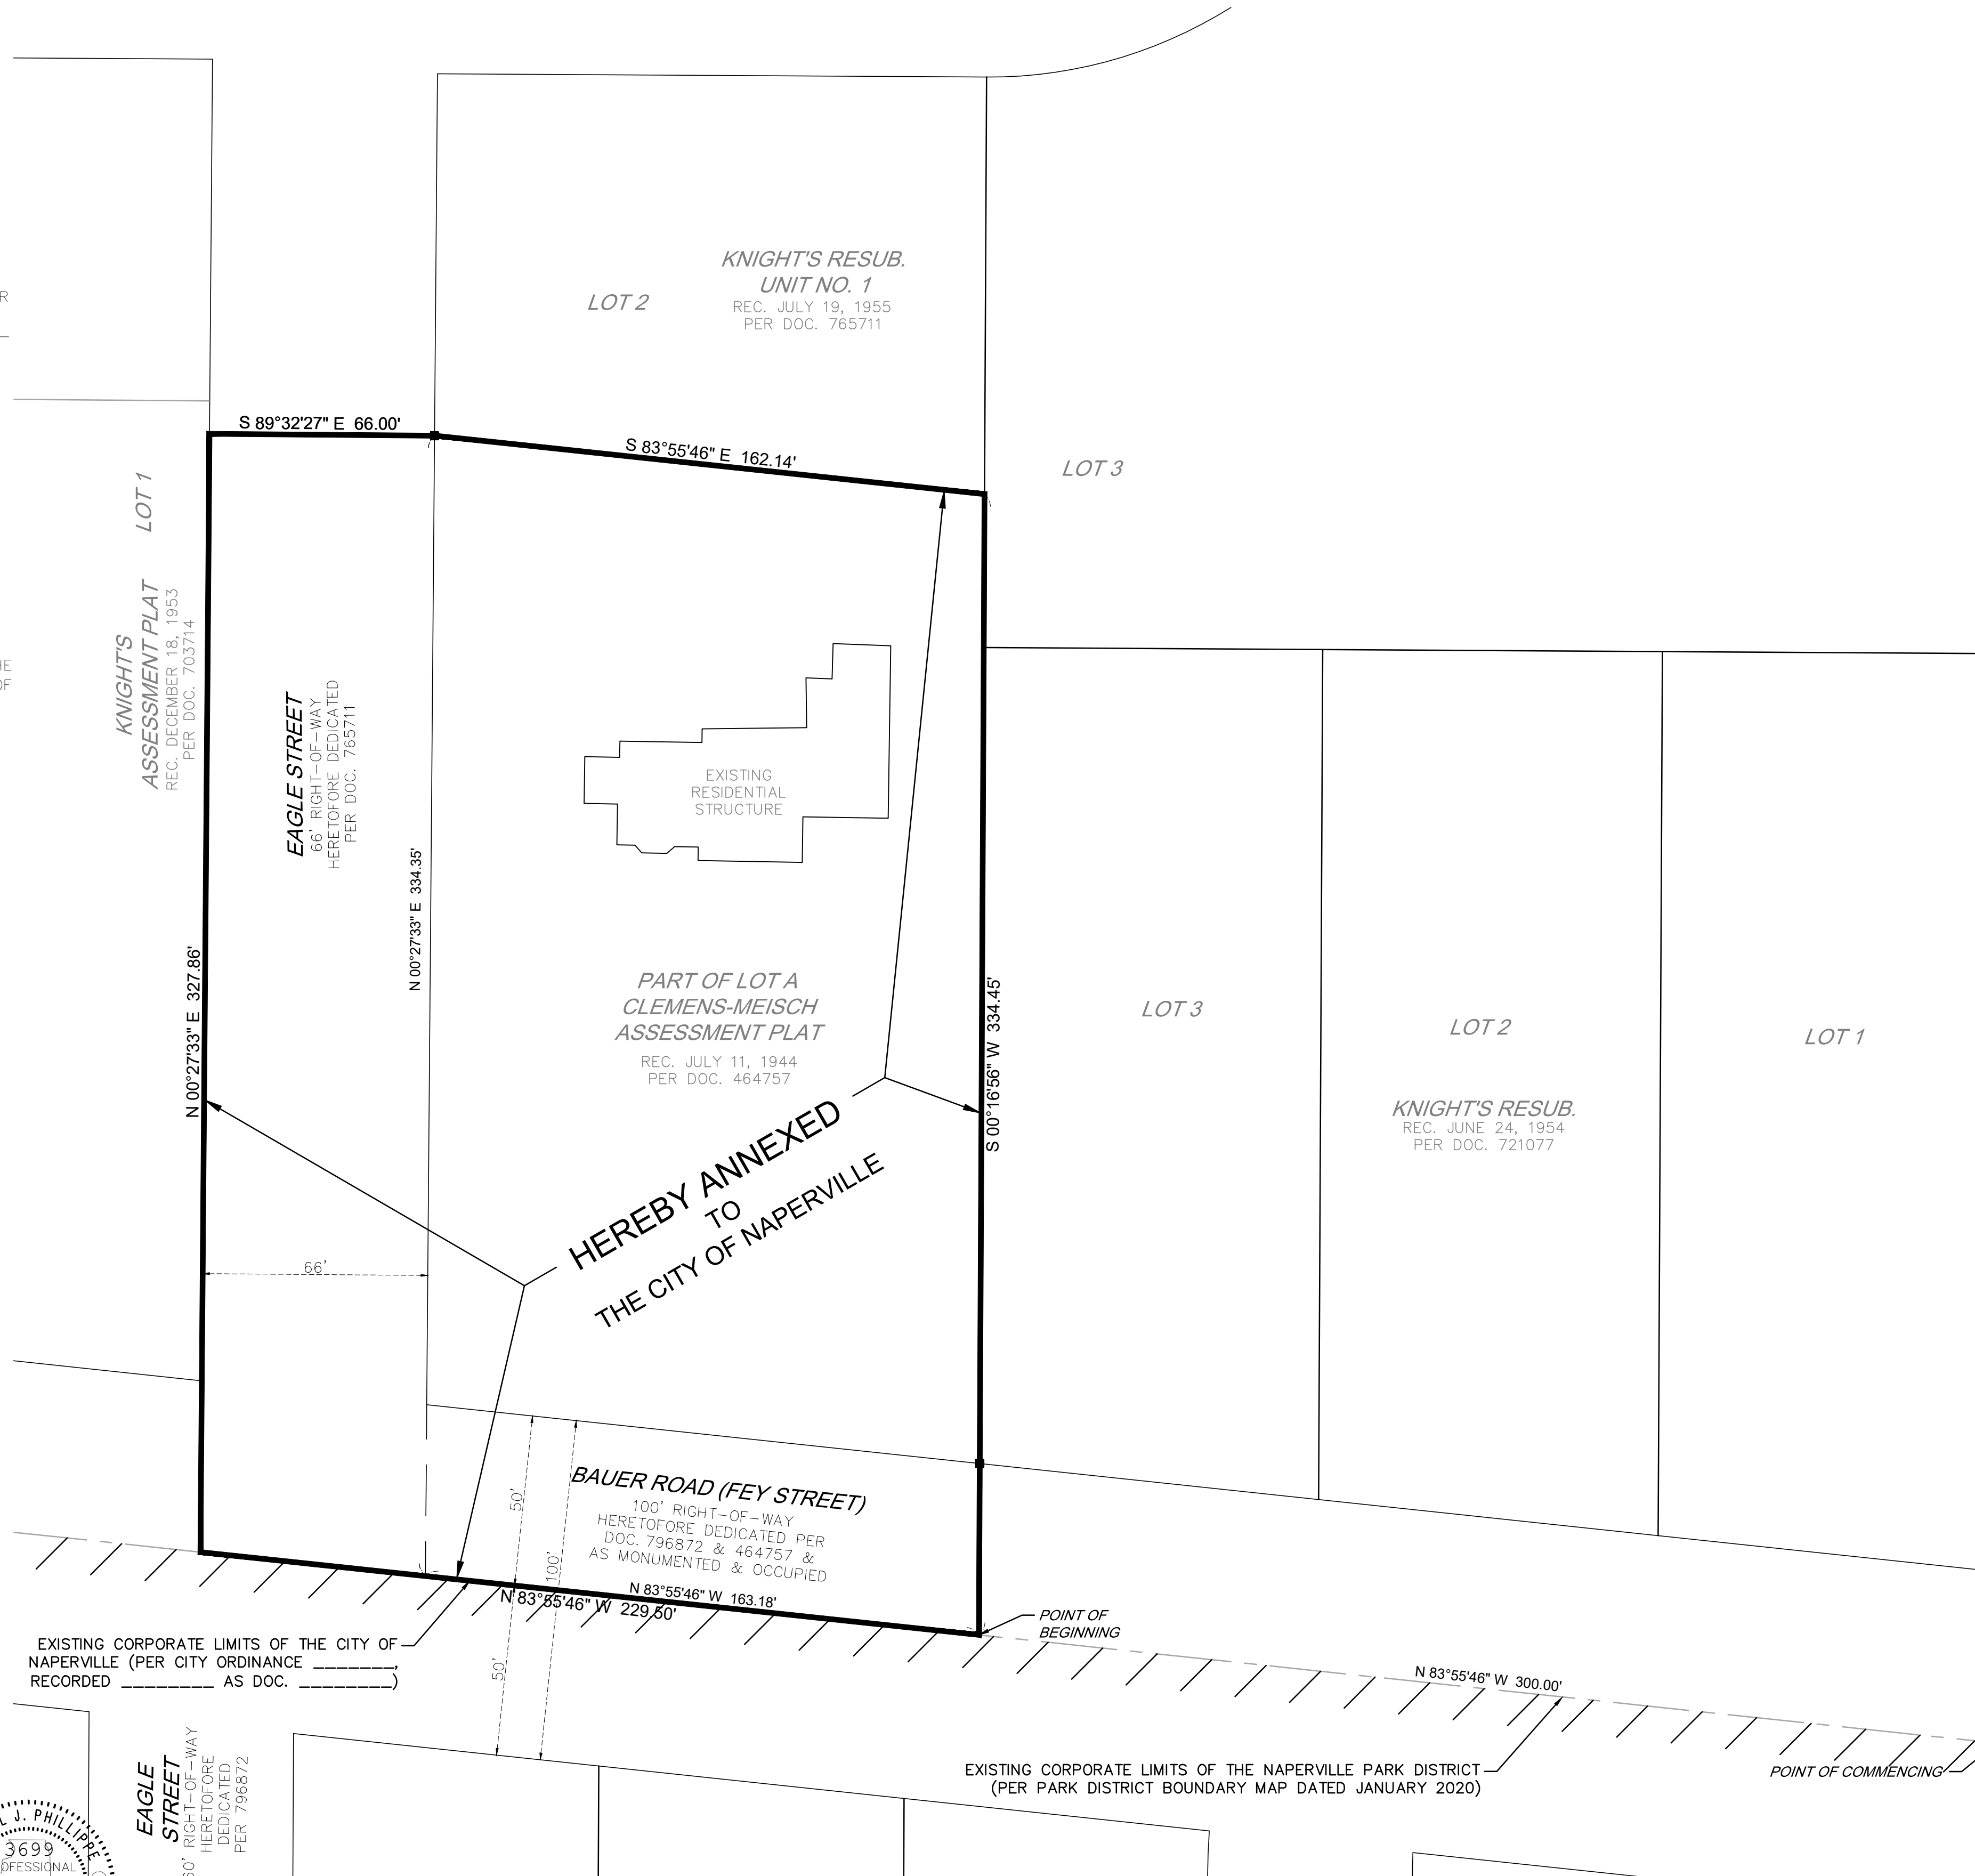 KNIGHT'S RESUB.
UNIT NO. 1
REC. JULY 19, 1955
PER DOC. 765711
LOT 2
R
S 89°32'27" E 66.00'
S 83°55'46" E 162.14'
LOT 3
LOT 1
KNIGHT'S
ASSESSMENT PLAT
REC. DECEMBER 18, 1953
PER DOC. 703714
HE
OF
EAGLE STREET
66' RIGHT-OF-WAY
HERETOFORE DEDICATED
PER DOC. 765711
EXISTING
RESIDENTIAL
STRUCTURE
N 00°27'33" E 334.35'
N 00°27'33" E 327.86'
PART OF LOT A
CLEMENS-MEISCH
ASSESSMENT PLAT
REC. JULY 11, 1944
PER DOC. 464757
S 00°16'56" W 334.45'
LOT 3
LOT 2
LOT 1
KNIGHT'S RESUB.
REC. JUNE 24, 1954
PER DOC. 721077
HEREBY ANNEXED
TO
THE CITY OF NAPERVILLE
66'
BAUER ROAD (FEY STREET)
100' RIGHT-OF-WAY
HERETOFORE DEDICATED PER
DOC. 796872 & 464757 &
AS MONUMENTED & OCCUPIED
50'
100'
N 83°55'46" W 163.18'
N 83°55'46" W 229.50'
POINT OF
BEGINNING
EXISTING CORPORATE LIMITS OF THE CITY OF
NAPERVILLE (PER CITY ORDINANCE _______,
RECORDED ________ AS DOC. ________)
50'
N 83°55'46" W 300.00'
EXISTING CORPORATE LIMITS OF THE NAPERVILLE PARK DISTRICT
(PER PARK DISTRICT BOUNDARY MAP DATED JANUARY 2020)
POINT OF COMMENCING
EAGLE
STREET
60' RIGHT-OF-WAY
HERETOFORE
DEDICATED
PER 796872
L J. PHILLIPPE
3699
OFESSIONAL